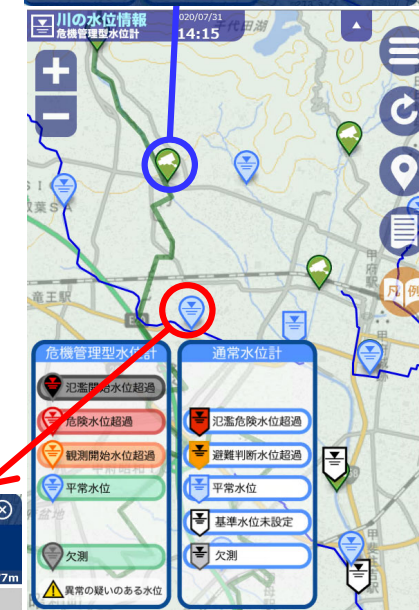 川の水位情報
危機管理型水位計
020/07/31
14:15
千代田湖
双葉S
竜王駅
甲府駅
凡 例
危機管理型水位計
氾濫開始水位超過
危険水位超過
観測開始水位超過
平常水位
欠測
異常の疑いのある水位
通常水位計
氾濫危険水位超過
避難判断水位超過
平常水位
基準水位未設定
欠測
7m